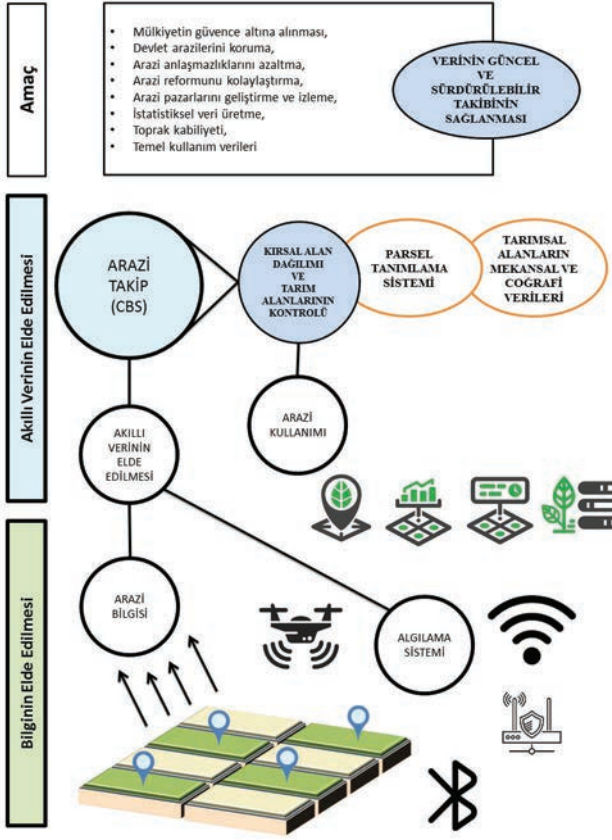 Amaç
• Mülkiyetin güvence altına alınması,
• Devlet arazilerini koruma,
• Arazi anlaşmazlıklarını azaltma,
• Arazi reformunu kolaylaştırma,
• Arazi pazarlarını geliştirme ve izleme,
• İstatistiksel veri üretme,
• Toprak kabiliyeti,
• Temel kullanım verileri
VERİNİN GÜNCEL
VE
SÜRDÜRÜLEBİLİR
TAKİBİNİN
SAĞLANMASI
Akıllı Verinin Elde Edilmesi
ARAZİ
TAKİP
(CBS)
KIRSAL ALAN
DAĞILIMI
VE
TARIM
ALANLARININ
KONTROLÜ
PARSEL
TANIMLAMA
SİSTEMİ
TARIMSAL
ALANLARIN
MEKANSAL VE
COĞRAFİ
VERİLERİ
AKILLI
VERİNİN
ELDE
EDİLMESİ
ARAZİ
KULLANIMI
Bilginin Elde Edilmesi
ARAZİ
BİLGİSİ
ALGILAMA
SİSTEMİ